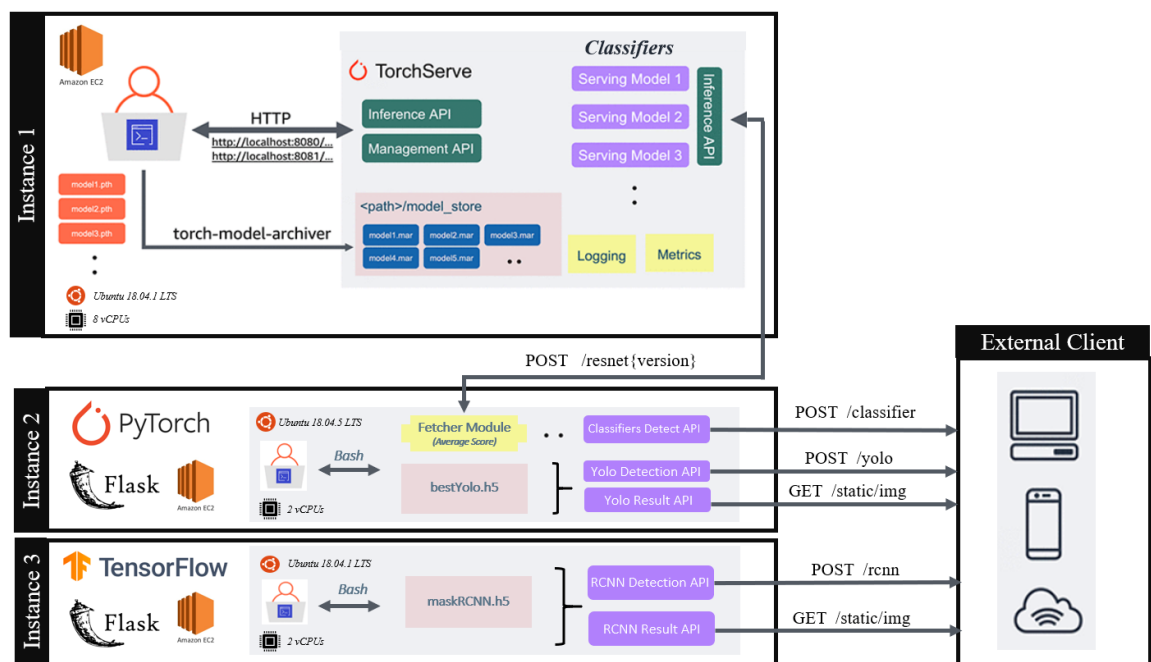 Instance 1
Amazon EC2
model1.pth
model2.pth
model3.pth
Ubuntu 18.04.1 LTS
8 vCPUs
HTTP
http://localhost:8080/...
http://localhost:8081/...
torch-model-archiver
TorchServe
Inference API
Management API
<path>/model_store
model1.mar
model2.mar
model3.mar
model4.mar
model5.mar
Classifiers
Serving Model 1
Serving Model 2
Serving Model 3
Inference API
Logging
Metrics
POST /resnet{version}
Instance 2
PyTorch
Flask
Amazon EC2
Ubuntu 18.04.5 LTS
Bash
2 vCPUs
Fetcher Module
(Average Score)
bestYolo.h5
Classifiers Detect API
Yolo Detection API
Yolo Result API
POST /classifier
POST /yolo
GET /static/img
Instance 3
TensorFlow
Flask
Amazon EC2
Ubuntu 18.04.1 LTS
Bash
2 vCPUs
maskRCNN.h5
RCNN Detection API
RCNN Result API
POST /rcnn
GET /static/img
External Client